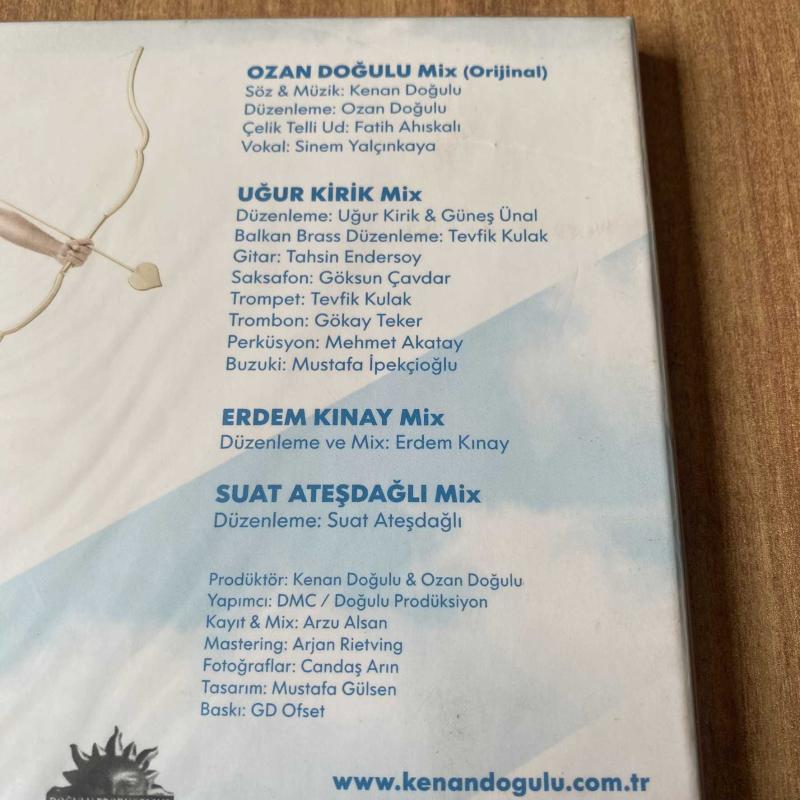 OZAN DOĞULU Mix (Orijinal)
Söz & Müzik: Kenan Doğulu
Düzenleme: Ozan Doğulu
Çelik Telli Ud: Fatih Ahıskalı
Vokal: Sinem Yalçınkaya
UĞUR KİRİK Mix
Düzenleme: Uğur Kirik & Güneş Ünal
Balkan Brass Düzenleme: Tevfik Kulak
Gitar: Tahsin Endersoy
Saksafon: Göksun Çavdar
Trompet: Tevfik Kulak
Trombon: Gökay Teker
Perküsyon: Mehmet Akatay
Buzuki: Mustafa İpekçioğlu
ERDEM KINAY Mix
Düzenleme ve Mix: Erdem Kınay
SUAT ATEŞDAĞLI Mix
Düzenleme: Suat Ateşdağlı
Prodüktör: Kenan Doğulu & Ozan Doğulu
Yapımcı: DMC / Doğulu Prodüksiyon
Kayıt & Mix: Arzu Alsan
Mastering: Arjan Rietving
Fotoğraflar: Candaş Arın
Tasarım: Mustafa Gülsen
Baskı: GD Ofset
www.kenandogulu.com.tr